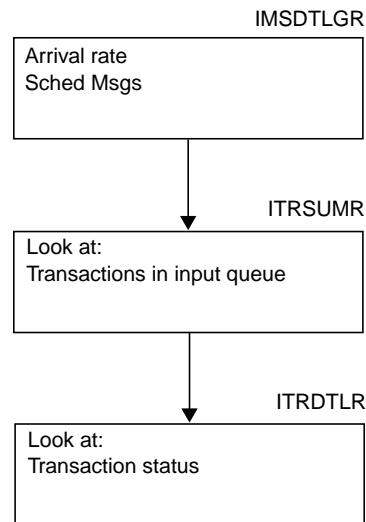 IMSDTLGR
Arrival rate
Sched Msgs
ITRSUMR
Look at:
Transactions in input queue
ITRDTLR
Look at:
Transaction status